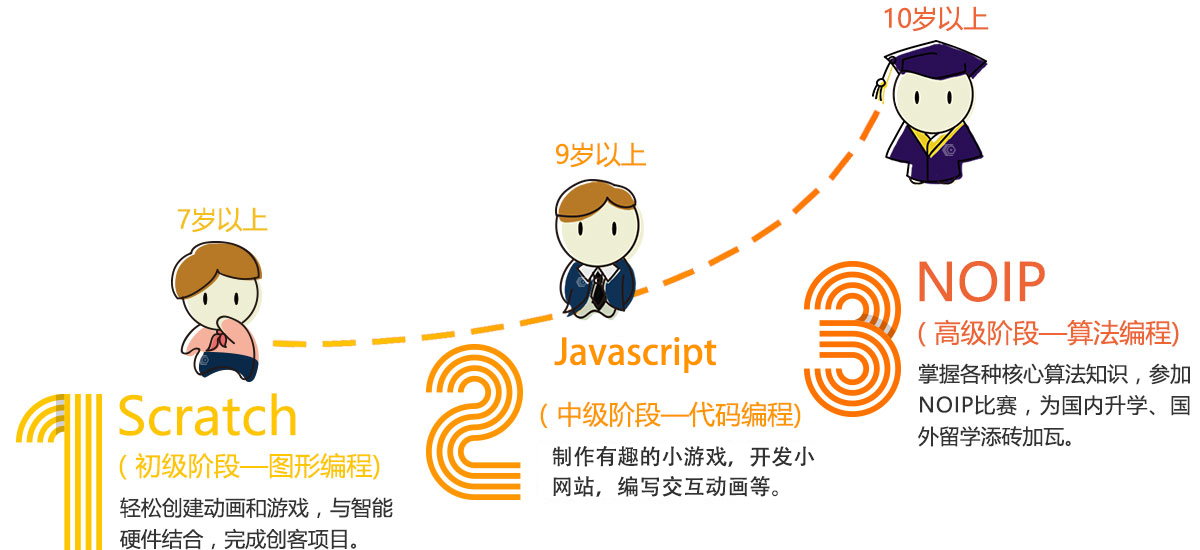 7岁以上
1
Scratch
(初级阶段—图形编程)
轻松创建动画和游戏，与智能
硬件结合，完成创客项目。
9岁以上
2
Javascript
(中级阶段—代码编程)
制作有趣的小游戏，开发小
网站，编写交互动画等。
10岁以上
3
NOIP
(高级阶段—算法编程)
掌握各种核心算法知识，参加
NOIP比赛，为国内升学、国
外留学添砖加瓦。